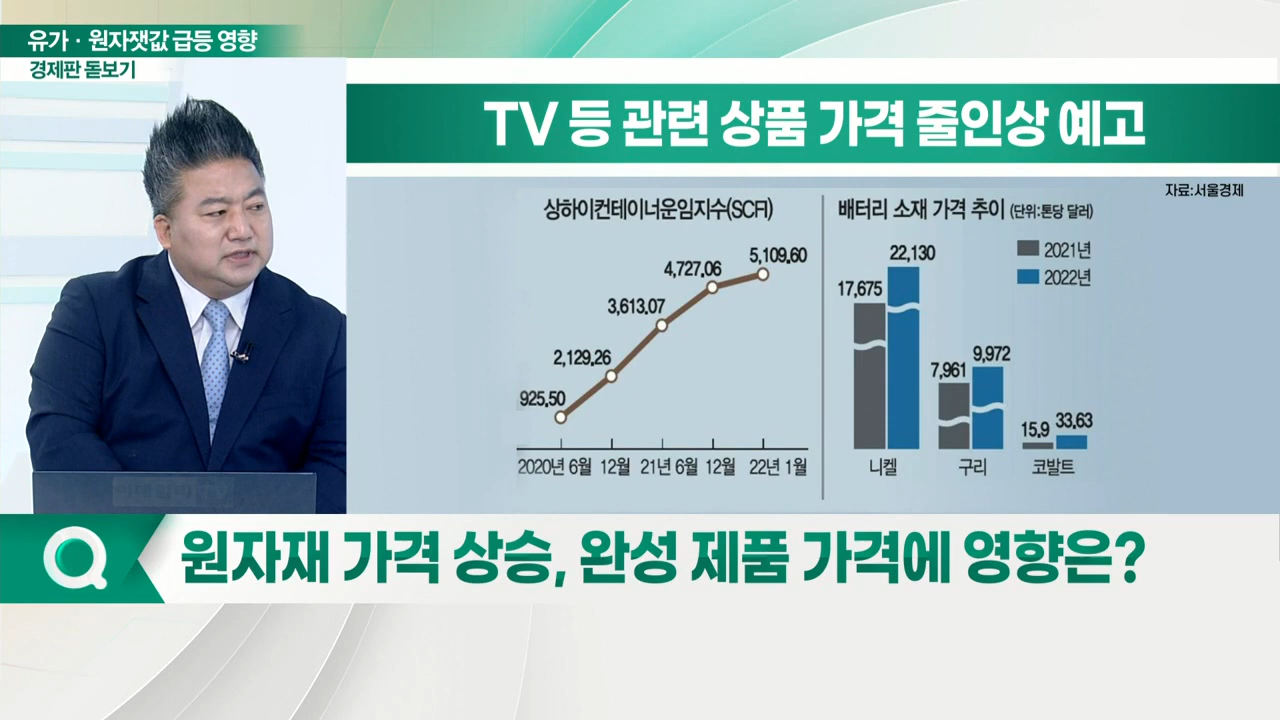 유가· 원자잿값 급등 영향
경제판 돋보기
TV 등 관련 상품 가격 줄인상 예고
자료:서울경제
상하이컨테이너운임지수(SCFI)
925.50
2,129.26
3,613.07
4,727.06
5,109.60
2020년 6월 12월 21년 6월 12월 22년 1월
배터리 소재 가격 추이 (단위:톤당 달러)
2021년
2022년
17,675
22,130
7,961
9,972
15.9
33.63
니켈 구리 코발트
원자재 가격 상승, 완성 제품 가격에 영향은?